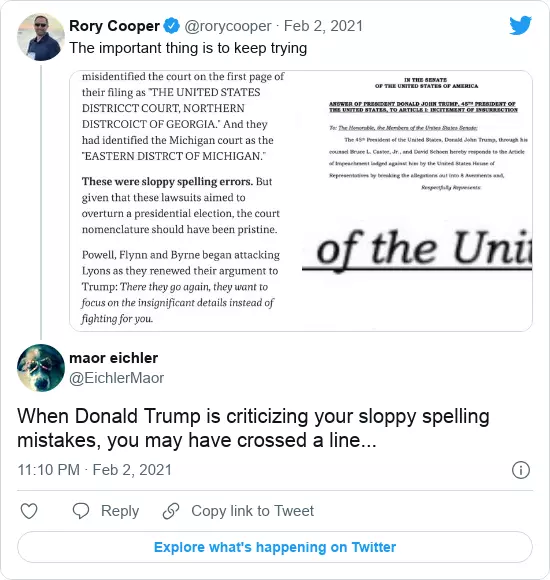 Rory Cooper @rorycooper · Feb 2, 2021
The important thing is to keep trying
misidentified the court on the first page of
their filing as "THE UNITED STATES
DISTRICCT COURT, NORTHERN
DISTRCOICT OF GEORGIA." And they
had identified the Michigan court as the
"EASTERN DISTRCT OF MICHIGAN."
These were sloppy spelling errors. But
given that these lawsuits aimed to
overturn a presidential election, the court
nomenclature should have been pristine.
Powell, Flynn and Byrne began attacking
Lyons as they renewed their argument to
Trump: There they go again, they want to
focus on the insignificant details instead of
fighting for you.
IN THE SENATE
OF THE UNITED STATES OF AMERICA
ANSWER OF PRESIDENT DONALD JOHN TRUMP, 45TH PRESIDENT OF
THE UNITED STATES, TO ARTICLE I: INCITEMENT OF INSURRECTION
To: The Honorable, the Members of the Unites States Senate:
The 45th President of the United States, Donald John Trump, through his
counsel Bruce L. Castor, Jr., and David Schoen hereby responds to the Article
of Impeachment lodged against him by the United States House of
Representatives by breaking the allegations out into 8 Averments and,
Respectfully Represents
of the Uni
maor eichler
@EichlerMaor
When Donald Trump is criticizing your sloppy spelling
mistakes, you may have crossed a line...
11:10 PM · Feb 2, 2021
Reply
Copy link to Tweet
Explore what's happening on Twitter